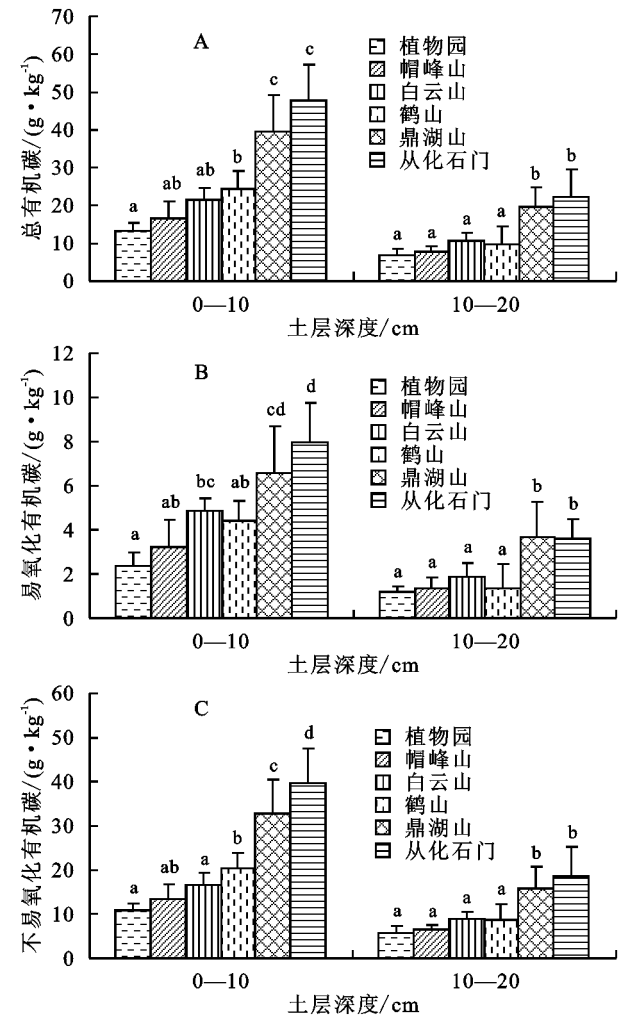 A
总有机碳/(g·kg⁻¹)
70
60
50
40
30
20
10
0
植物园
帽峰山
白云山
鹤山
鼎湖山
从化石门
a ab ab b c c
a a a a b b
0—10 10—20
土层深度/cm
B
易氧化有机碳/(g·kg⁻¹)
12
10
8
6
4
2
0
植物园
帽峰山
白云山
鹤山
鼎湖山
从化石门
a ab bc ab cd d
a a a a b b
0—10 10—20
土层深度/cm
C
不易氧化有机碳/(g·kg⁻¹)
60
50
40
30
20
10
0
植物园
帽峰山
白云山
鹤山
鼎湖山
从化石门
a ab a b c d
a a a a b b
0—10 10—20
土层深度/cm